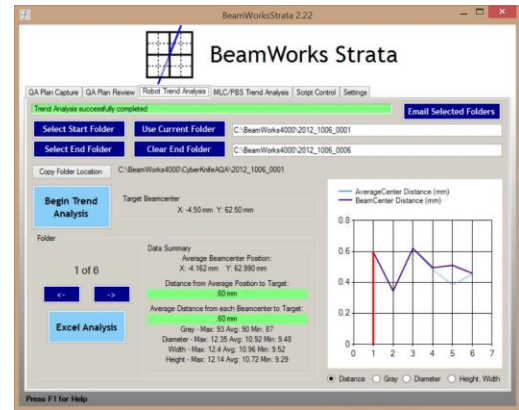 BeamWorksStrata 2.22
BeamWorks Strata
QA Plan Capture QA Plan Review Robot Trend Analysis MLC/PBS Trend Analysis Script Control Settings
Trend Analysis successfully completed
Email Selected Folders
Select Start Folder Use Current Folder C:\BeamWorks4000\2012_1006_0001
Select End Folder Clear End Folder C:\BeamWorks4000\2012_1006_0006
Copy Folder Location C:\BeamWorks4000\CyberKnifeAQA\2012_1006_0001
Begin Trend Analysis
Target Beamcenter
X: -4.50 mm Y: 62.50 mm
Folder
1 of 6
<- ->
Excel Analysis
Data Summary
Average Beamcenter Position:
X: -4.162 mm Y: 62.990 mm
Distance from Average Position to Target:
.60 mm
Average Distance from each Beamcenter to Target:
.60 mm
Gray - Max: 93 Avg: 90 Min: 87
Diameter - Max: 12.35 Avg: 10.92 Min: 9.48
Width - Max: 12.4 Avg: 10.96 Min: 9.52
Height - Max: 12.14 Avg: 10.72 Min: 9.29
AverageCenter Distance (mm)
BeamCenter Distance (mm)
0.8
0.6
0.4
0.2
0
0 1 2 3 4 5 6 7
Distance Gray Diameter Height, Width
Press F1 for Help